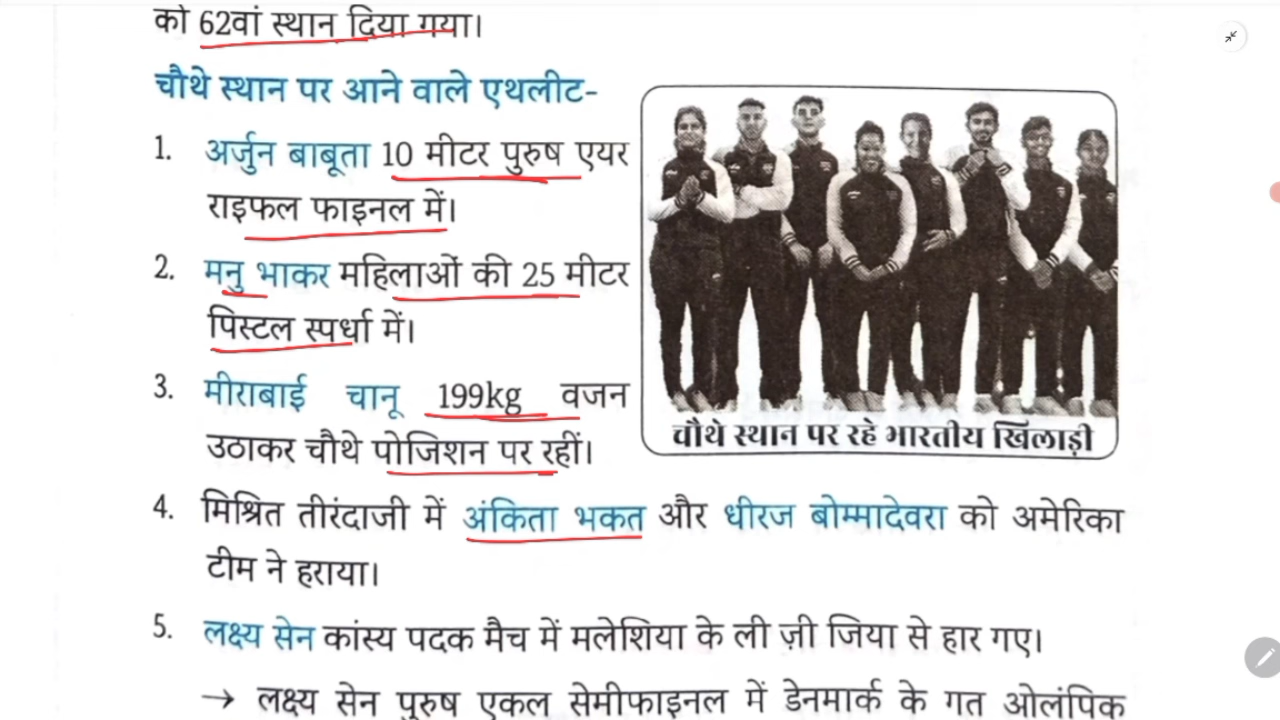 को 62वां स्थान दिया गया।
चौथे स्थान पर आने वाले एथलीट-
1. अर्जुन बाबूता 10 मीटर पुरुष एयर
राइफल फाइनल में।
2. मनु भाकर महिलाओं की 25 मीटर
पिस्टल स्पर्धा में।
3. मीराबाई चानू 199kg वजन
उठाकर चौथे पोजिशन पर रहीं।
चौथे स्थान पर रहे भारतीय खिलाड़ी
4. मिश्रित तीरंदाजी में अंकिता भकत और धीरज बोम्मादेवरा को अमेरिका
टीम ने हराया।
5. लक्ष्य सेन कांस्य पदक मैच में मलेशिया के ली ज़ी जिया से हार गए।
→ लक्ष्य सेन पुरुष एकल सेमीफाइनल में डेनमार्क के गत ओलंपिक